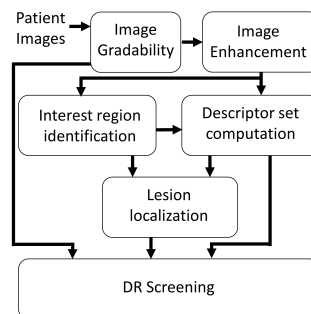 Patient
Images
Image
Gradability
Image
Enhancement
Interest region
identification
Descriptor set
computation
Lesion
localization
DR Screening